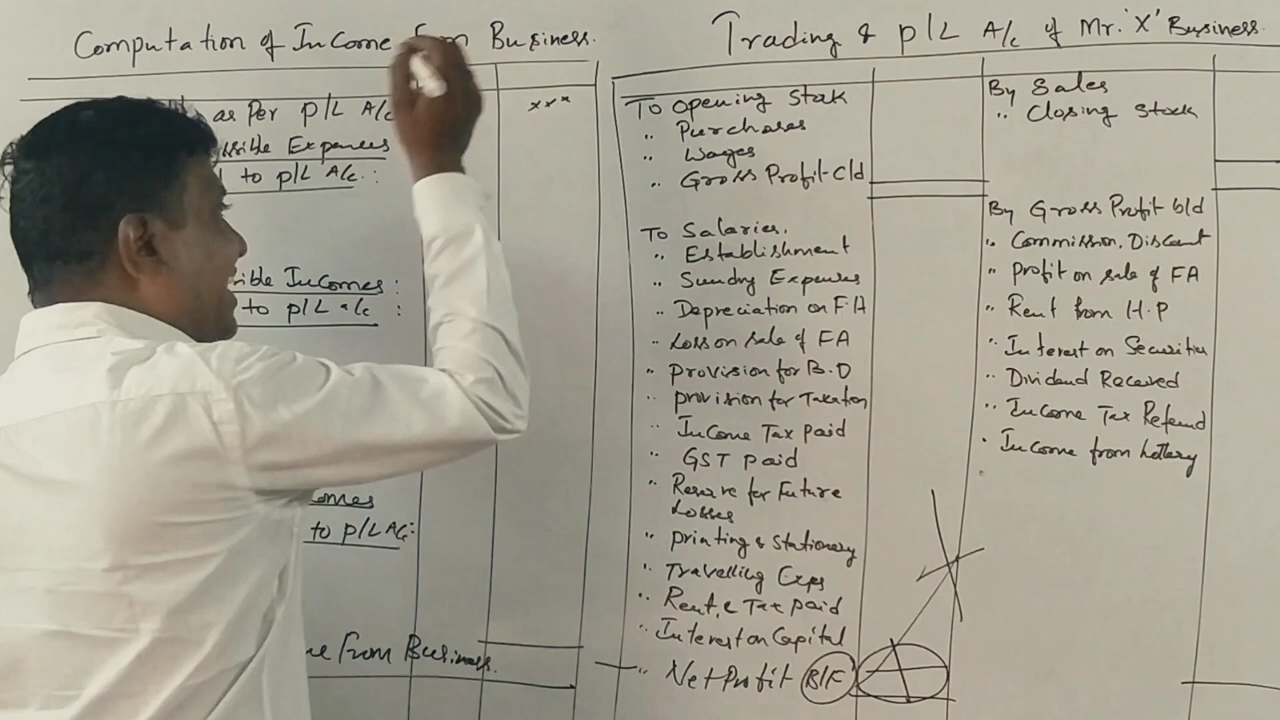 Computation of Income from Business.
as Per P/L A/c
xxx
Expenses
to P/L A/c.:
Incomes:
to P/L a/c :
to P/L A/c:
From Business.
Trading & P/L A/c of Mr. 'X' Business.
To Opening Stock
" Purchases
" Wages
" Gross Profit-C/d
To Salaries.
" Establishment
" Sundry Expenses
" Depreciation on FA
" Loss on Sale of FA
" Provision for B.D
" Provision for Taxation
" Income Tax paid
" GST paid
" Reserve for Future
Losses
" Printing & Stationery
" Travelling Exps
" Rent, & Tax paid
" Interest on Capital
" Net Profit B/F
By Sales
" Closing Stock
By Gross Profit b/d
" Commission, Discount
" Profit on sale of FA
" Rent from H.P
" Interest on Securities
" Dividend Received
" Income Tax Refund
" Income from Lottery